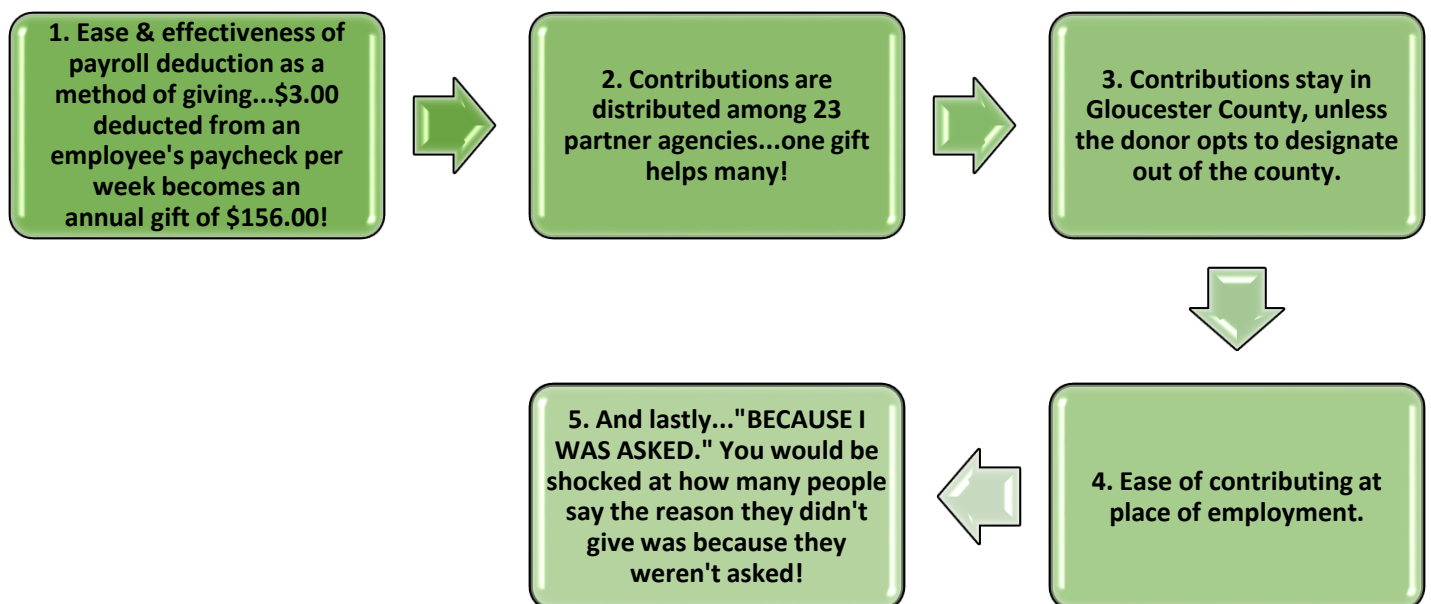 1. Ease & effectiveness of
payroll deduction as a
method of giving...$3.00
deducted from an
employee's paycheck per
week becomes an
annual gift of $156.00!
2. Contributions are
distributed among 23
partner agencies...one gift
helps many!
3. Contributions stay in
Gloucester County, unless
the donor opts to designate
out of the county.
4. Ease of contributing at
place of employment.
5. And lastly..."BECAUSE I
WAS ASKED." You would be
shocked at how many people
say the reason they didn't
give was because they
weren't asked!